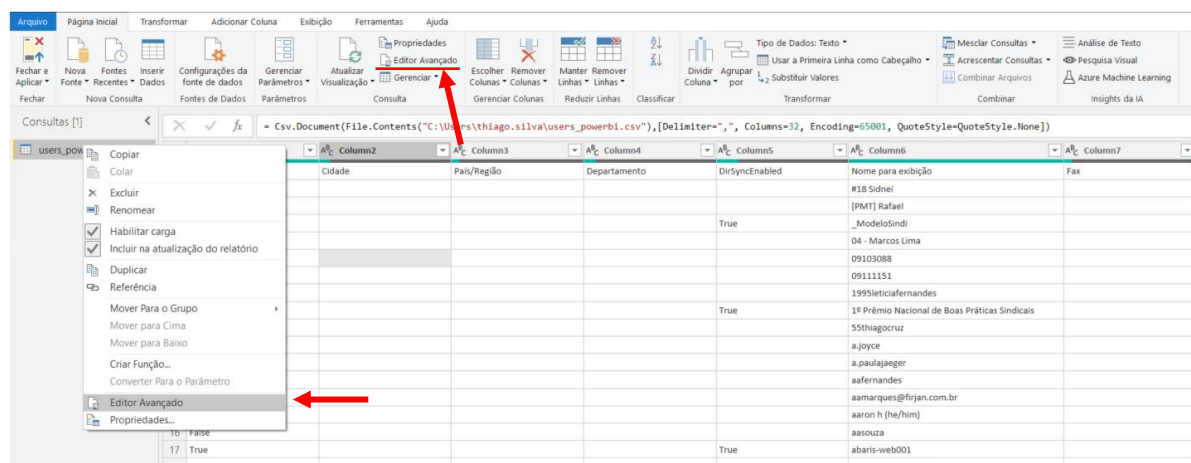 Arquivo Página Inicial Transformar Adicionar Coluna Exibição Ferramentas Ajuda
Fechar e Aplicar
Nova Fonte
Fontes Recentes
Inserir Dados
Configurações da fonte de dados
Gerenciar Parâmetros
Atualizar Visualização
Propriedades
Editor Avançado
Gerenciar
Escolher Colunas
Remover Colunas
Manter Linhas
Remover Linhas
Dividir Coluna
Agrupar por
Tipo de Dados: Texto
Usar a Primeira Linha como Cabeçalho
1→2 Substituir Valores
Mesclar Consultas
Acrescentar Consultas
Combinar Arquivos
Análise de Texto
Pesquisa Visual
Azure Machine Learning
Fechar Nova Consulta Fontes de Dados Parâmetros Consulta Gerenciar Colunas Reduzir Linhas Classificar Transformar Combinar Insights da IA
Consultas [1]
fx = Csv.Document(File.Contents("C:\Users\thiago.silva\users_powerbi.csv"),[Delimiter=",", Columns=32, Encoding=65001, QuoteStyle=QuoteStyle.None])
users_pow
Column2 Column3 Column4 Column5 Column6 Column7
Cidade País/Região Departamento DirSyncEnabled Nome para exibição Fax
#18 Sidnei
[PMT] Rafael
True _ModeloSindi
04 - Marcos Lima
09103088
09111151
1995leticiafernandes
True 1º Prêmio Nacional de Boas Práticas Sindicais
55thiagocruz
a.joyce
a.paulajaeger
aafernandes
aamarques@firjan.com.br
aaron h (he/him)
16 False aasouza
17 True True abaris-web001
Copiar
Colar
Excluir
Renomear
Habilitar carga
Incluir na atualização do relatório
Duplicar
Referência
Mover Para o Grupo
Mover para Cima
Mover para Baixo
Criar Função...
Converter Para o Parâmetro
Editor Avançado
Propriedades...